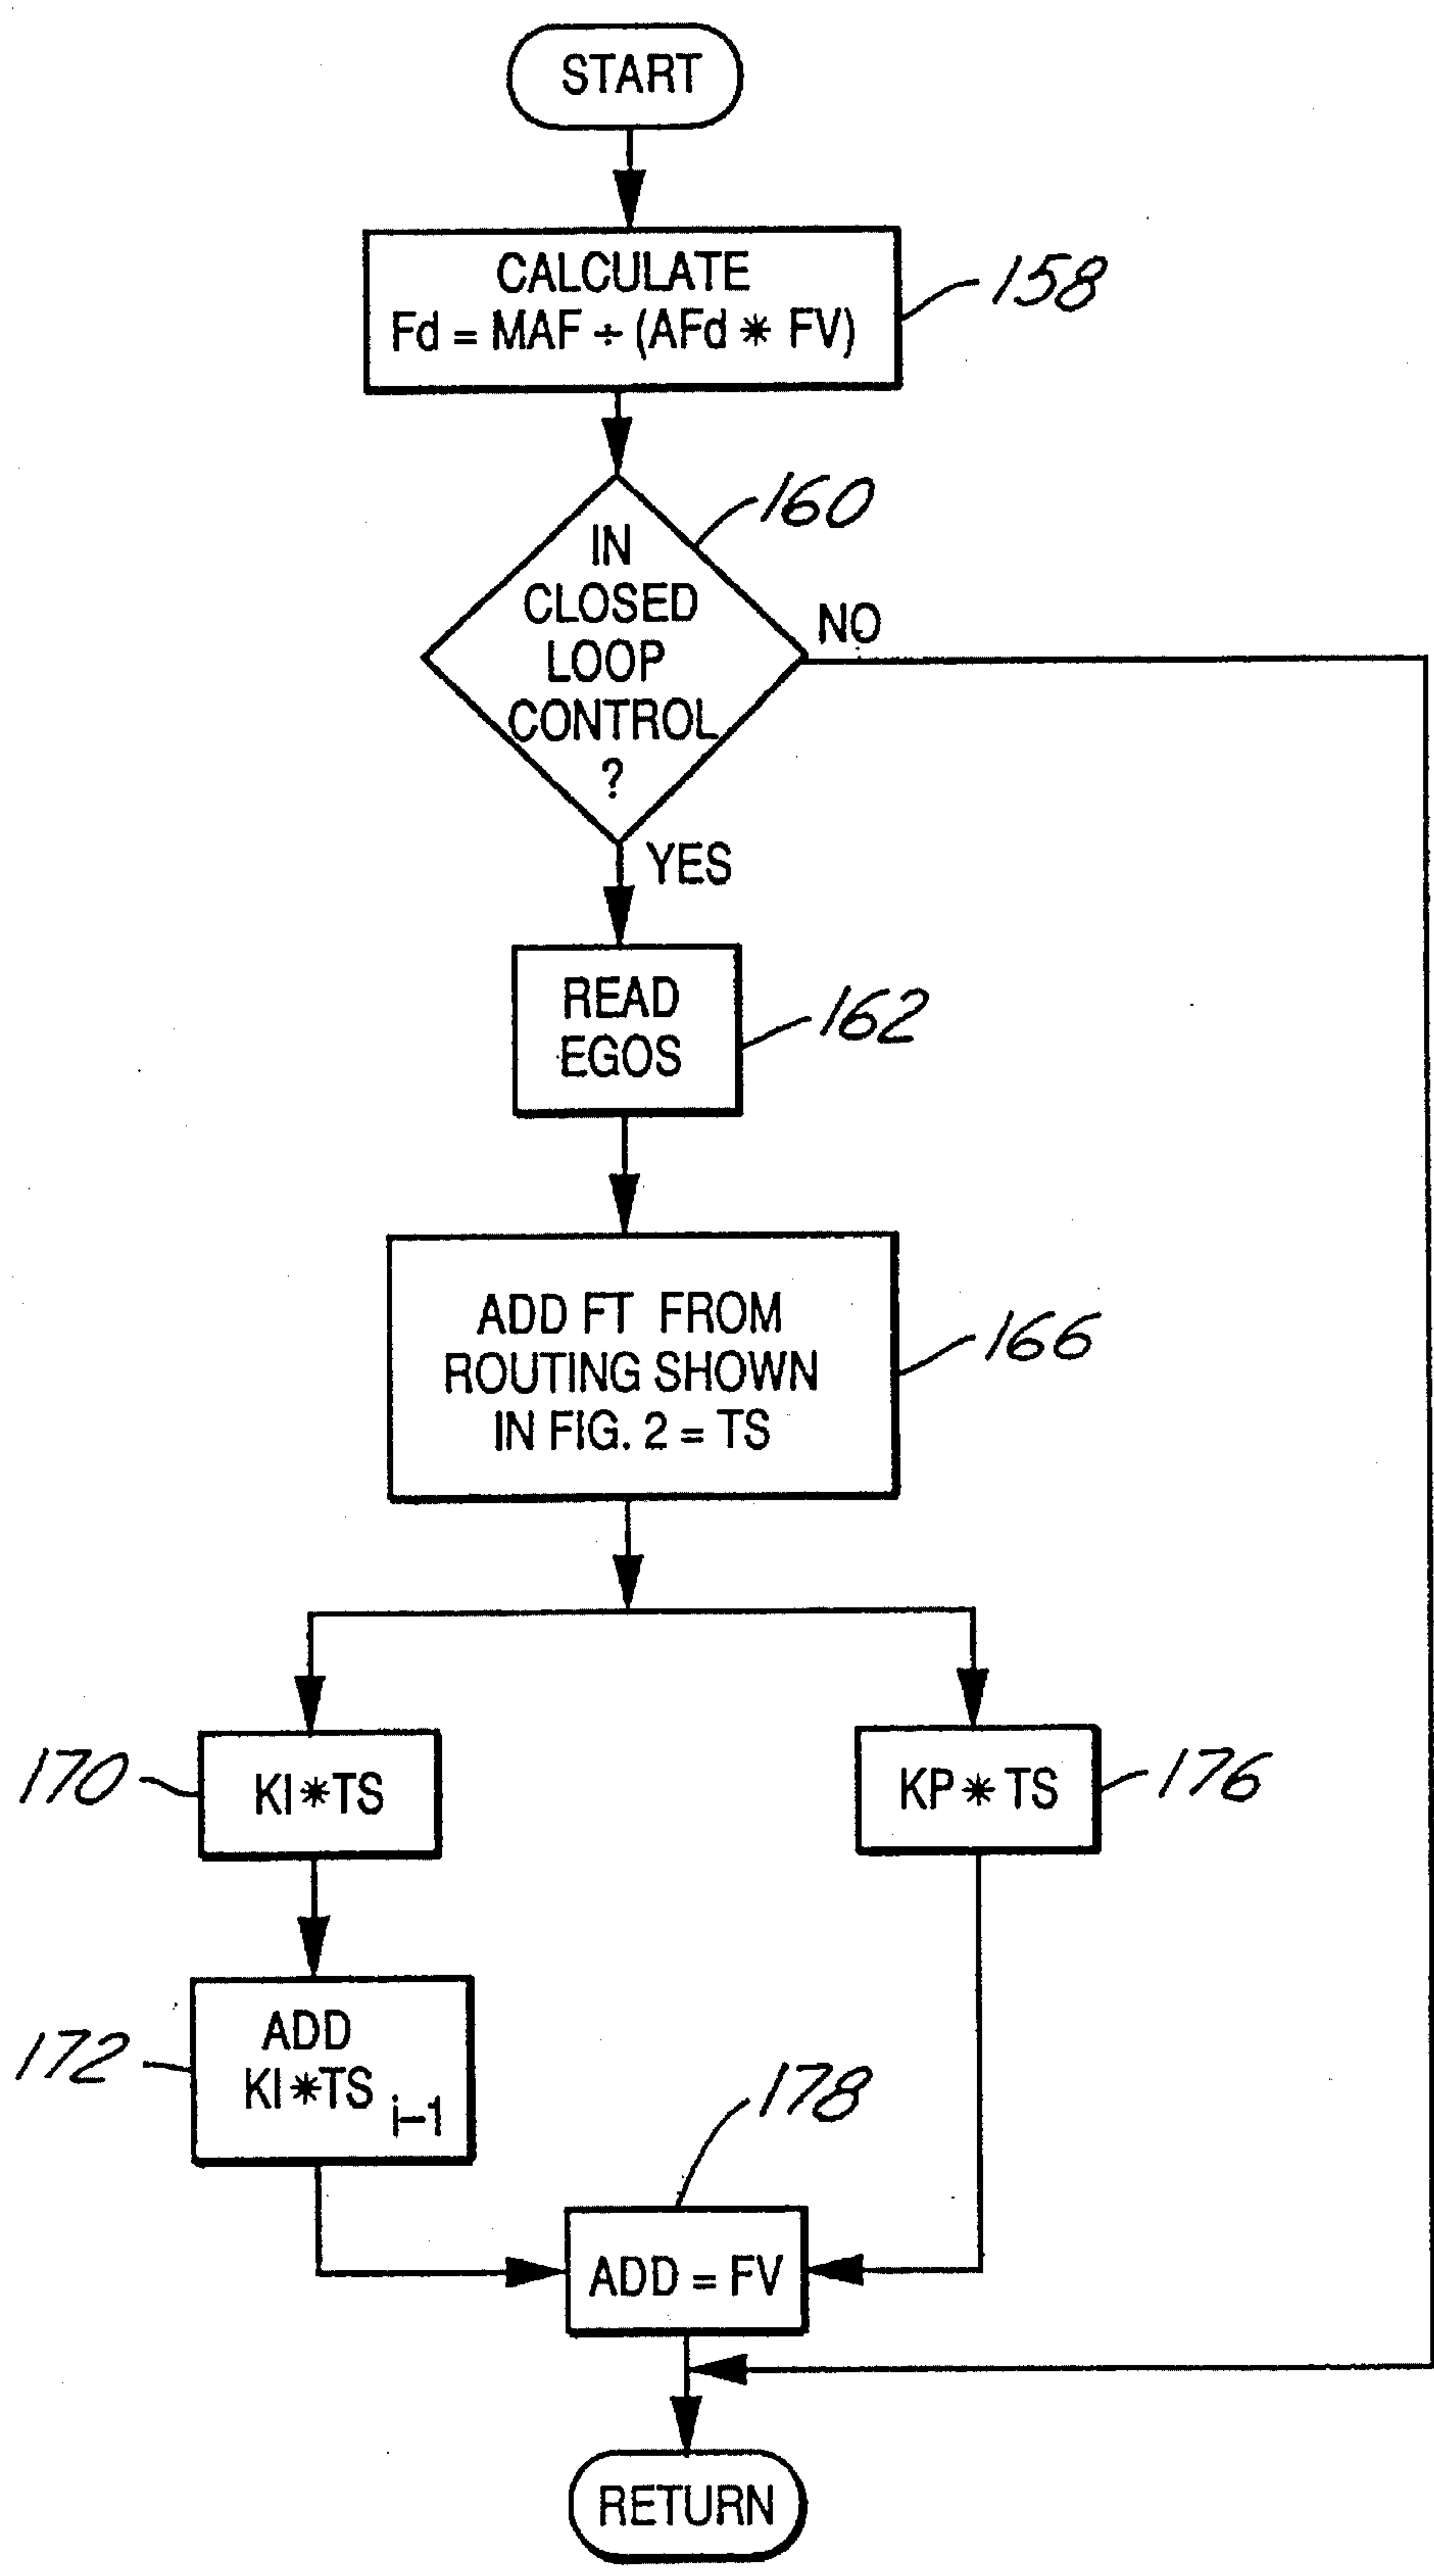 START
CALCULATE
Fd = MAF ÷ (AFd * FV)
158
160
IN
CLOSED
LOOP
CONTROL
?
NO
YES
READ
EGOS
162
ADD FT FROM
ROUTING SHOWN
IN FIG. 2 = TS
166
170
KI*TS
KP * TS
176
172
ADD
KI*TS i–1
178
ADD = FV
RETURN